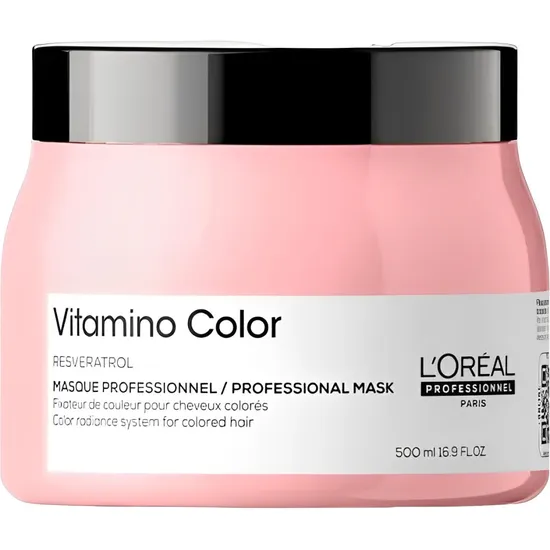 Vitamino Color
RESVERATROL
MASQUE PROFESSIONNEL / PROFESSIONAL MASK
Fixateur de couleur pour cheveux colorés
Color radiance system for colored hair
L'ORÉAL
PROFESSIONNEL
PARIS
500 ml 16.9 FL.OZ